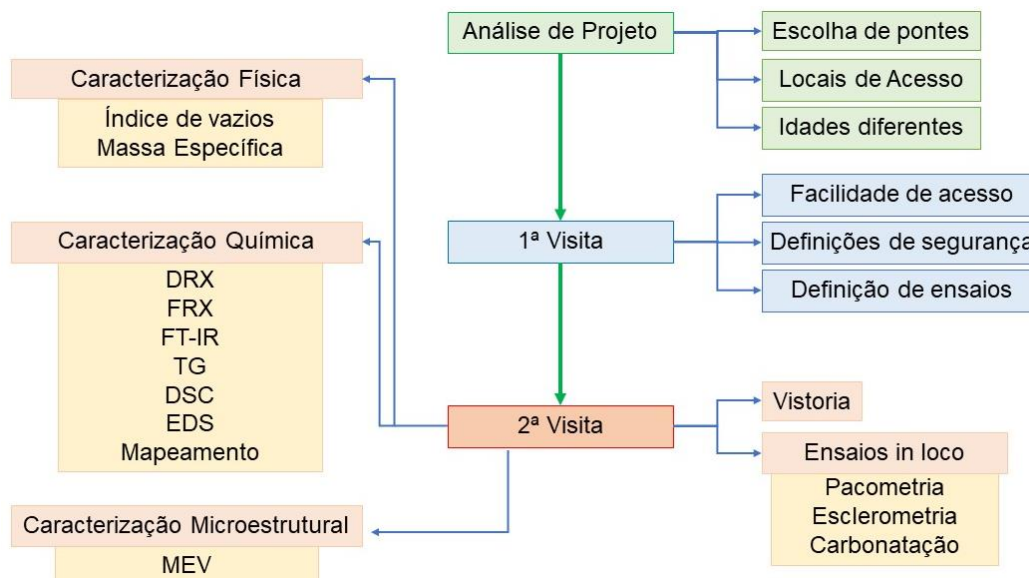 Análise de Projeto
Escolha de pontes
Locais de Acesso
Idades diferentes
Caracterização Física
Índice de vazios
Massa Específica
1ª Visita
Facilidade de acesso
Definições de segurança
Definição de ensaios
Caracterização Química
DRX
FRX
FT-IR
TG
DSC
EDS
Mapeamento
2ª Visita
Vistoria
Ensaios in loco
Pacometria
Esclerometria
Carbonatação
Caracterização Microestrutural
MEV